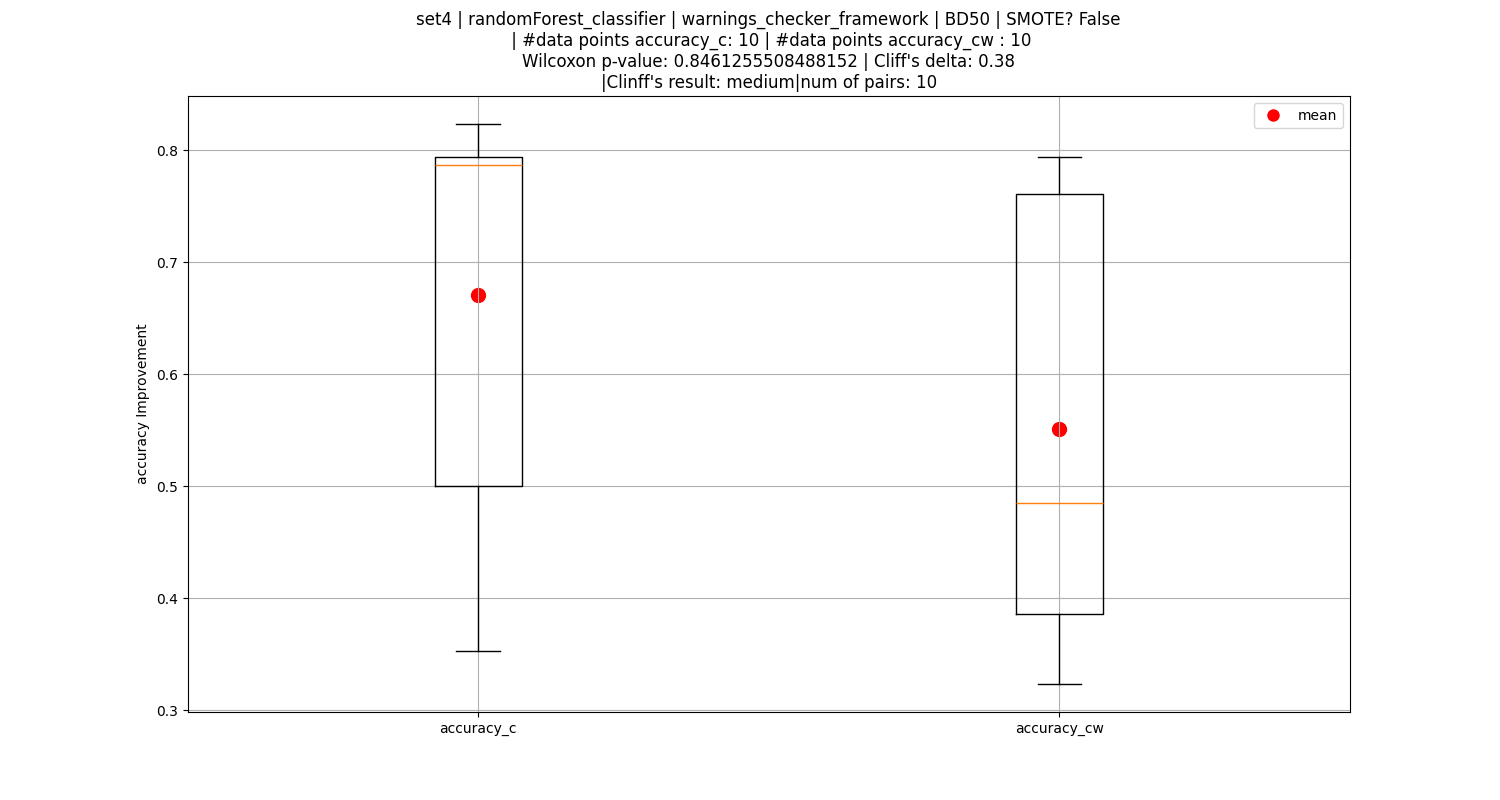 set4 | randomForest_classifier | warnings_checker_framework | BD50 | SMOTE? False
| #data points accuracy_c: 10 | #data points accuracy_cw : 10
Wilcoxon p-value: 0.8461255508488152 | Cliff's delta: 0.38
|Clinff's result: medium|num of pairs: 10
mean
0.8
0.7
0.6
0.5
0.4
0.3
accuracy Improvement
accuracy_c
accuracy_cw